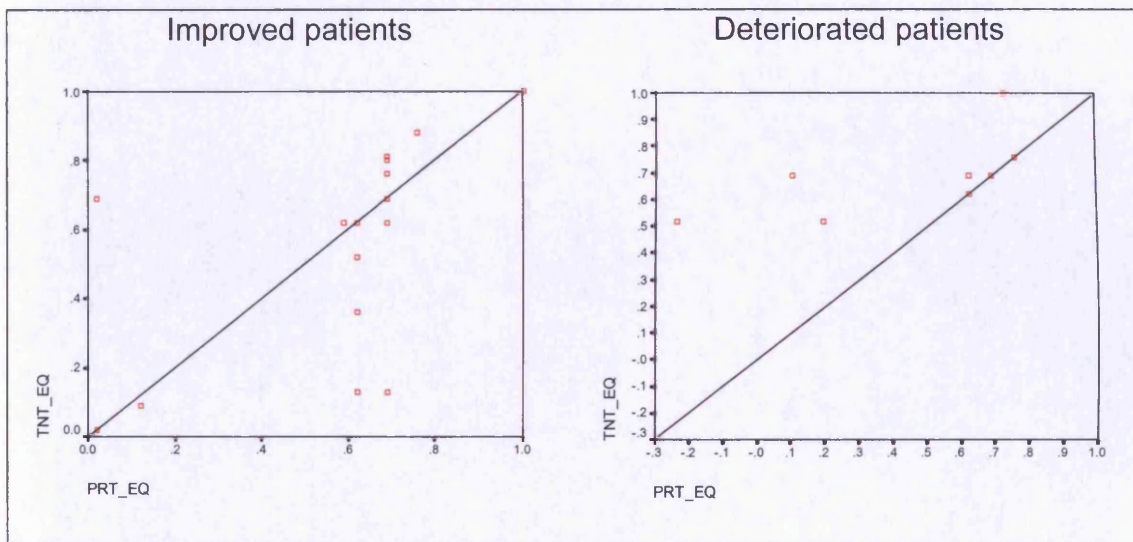 Improved patients
1.0
.8
.6
.4
.2
0.0
TNT_EQ
0.0 .2 .4 .6 .8 1.0
PRT_EQ
Deteriorated patients
1.0
.9
.8
.7
.6
.5
.4
.3
.2
.1
-.0
-.1
-.2
-.3
TNT_EQ
-.3 -.2 -.1 -.0 .1 .2 .3 .4 .5 .6 .7 .8 .9 1.0
PRT_EQ